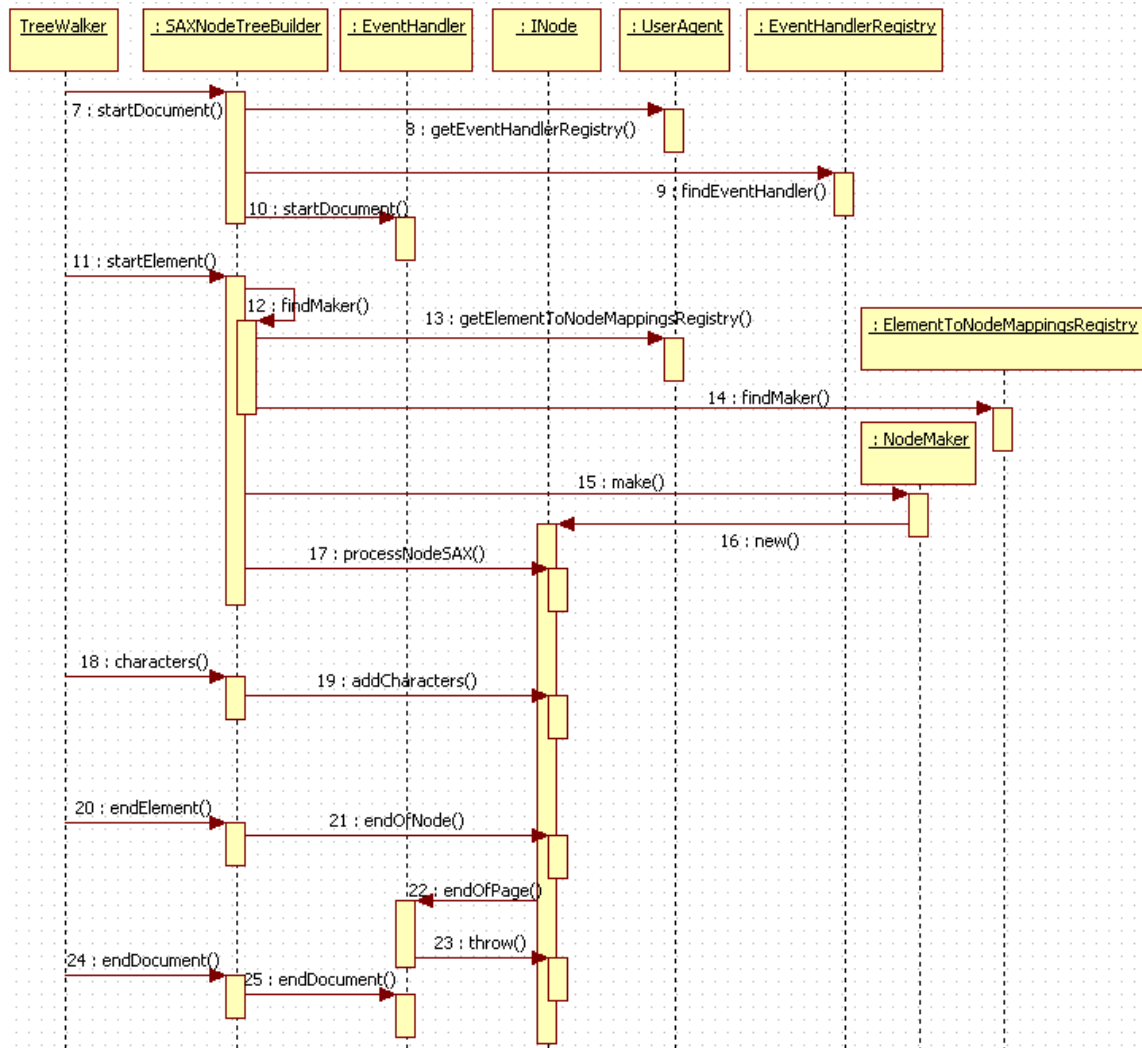 TreeWalker
: SAXNodeTreeBuilder
: EventHandler
: INode
: UserAgent
: EventHandlerRegistry
7 : startDocument()
8 : getEventHandlerRegistry()
9 : findEventHandler()
10 : startDocument()
11 : startElement()
12 : findMaker()
13 : getElementToNodeMappingsRegistry()
: ElementToNodeMappingsRegistry
14 : findMaker()
: NodeMaker
15 : make()
16 : new()
17 : processNodeSAX()
18 : characters()
19 : addCharacters()
20 : endElement()
21 : endOfNode()
22 : endOfPage()
23 : throw()
24 : endDocument()
25 : endDocument()